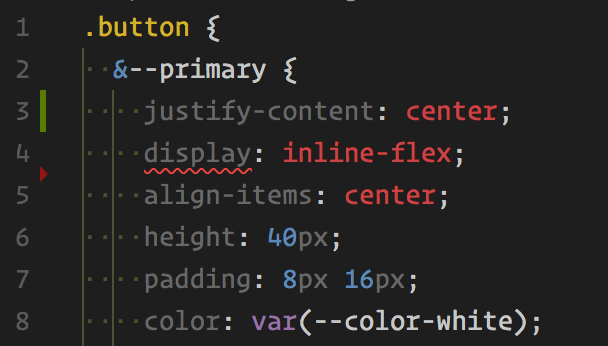 1 .button {
2 &--primary {
3 justify-content: center;
4 display: inline-flex;
5 align-items: center;
6 height: 40px;
7 padding: 8px 16px;
8 color: var(--color-white);